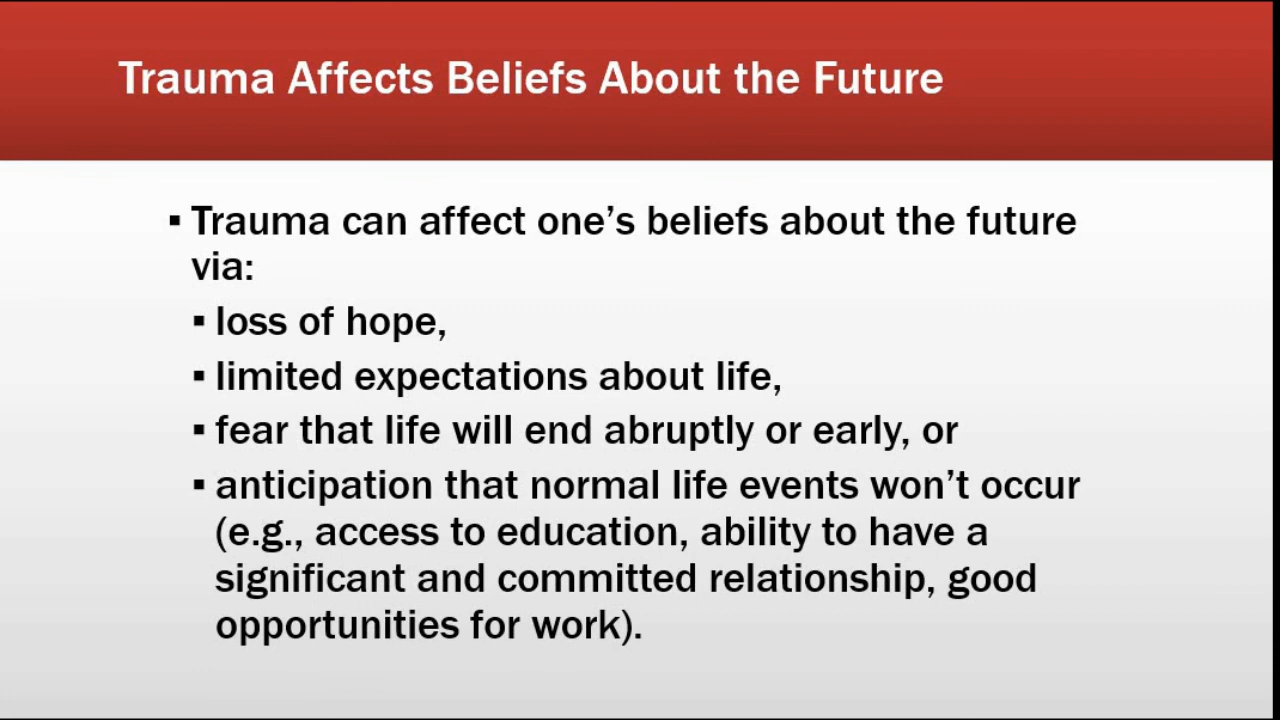 Trauma Affects Beliefs About the Future
▪ Trauma can affect one’s beliefs about the future
via:
▪ loss of hope,
▪ limited expectations about life,
▪ fear that life will end abruptly or early, or
▪ anticipation that normal life events won’t occur
(e.g., access to education, ability to have a
significant and committed relationship, good
opportunities for work).